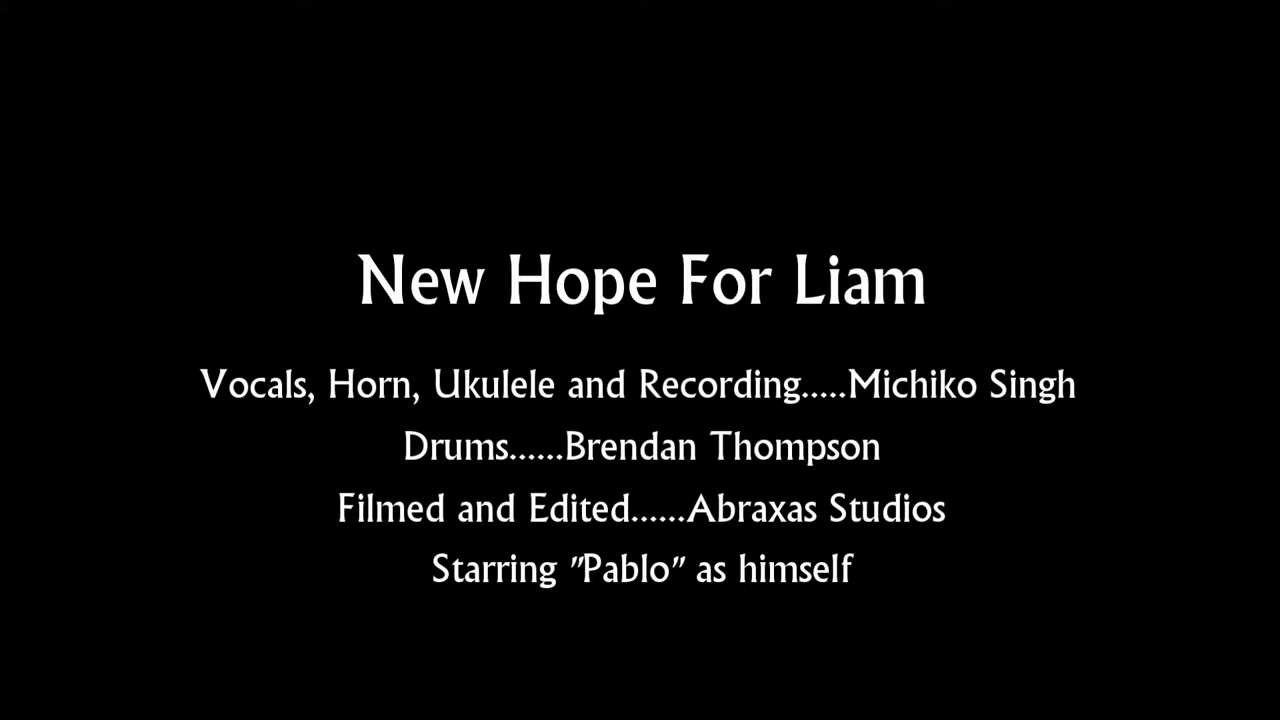 New Hope For Liam
Vocals, Horn, Ukulele and Recording.....Michiko Singh
Drums......Brendan Thompson
Filmed and Edited......Abraxas Studios
Starring "Pablo" as himself